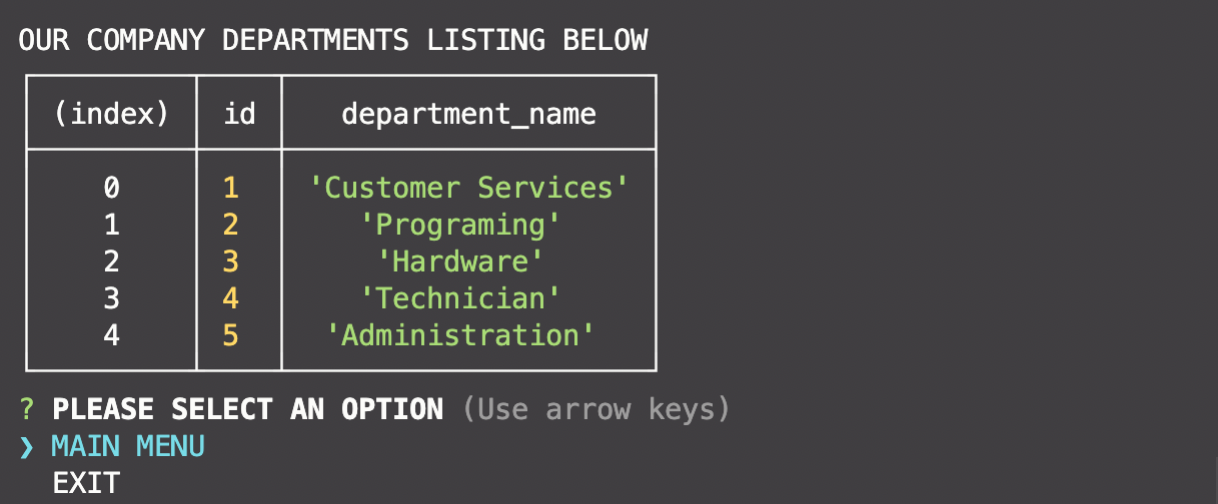 OUR COMPANY DEPARTMENTS LISTING BELOW
(index) id department_name
0 1 'Customer Services'
1 2 'Programing'
2 3 'Hardware'
3 4 'Technician'
4 5 'Administration'
? PLEASE SELECT AN OPTION (Use arrow keys)
❯ MAIN MENU
EXIT